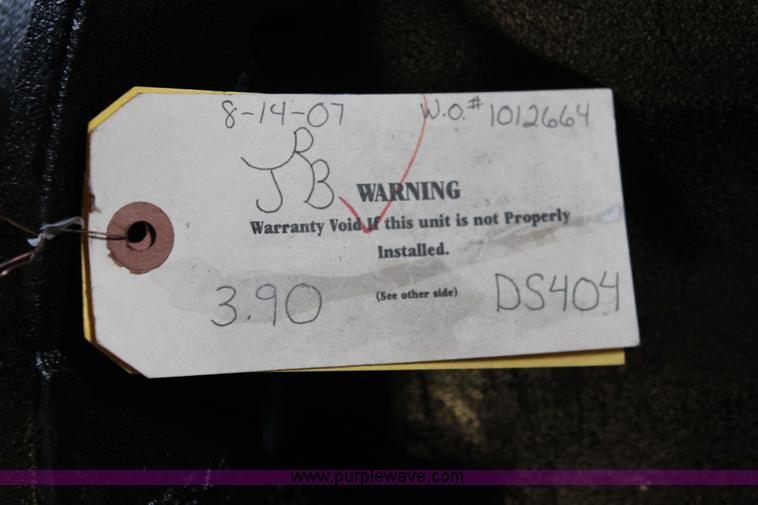 8-14-07 W.O.# 1012664
JRB
WARNING
Warranty Void If this unit is not Properly
Installed.
(See other side)
3.90 DS404
www.purplewave.com